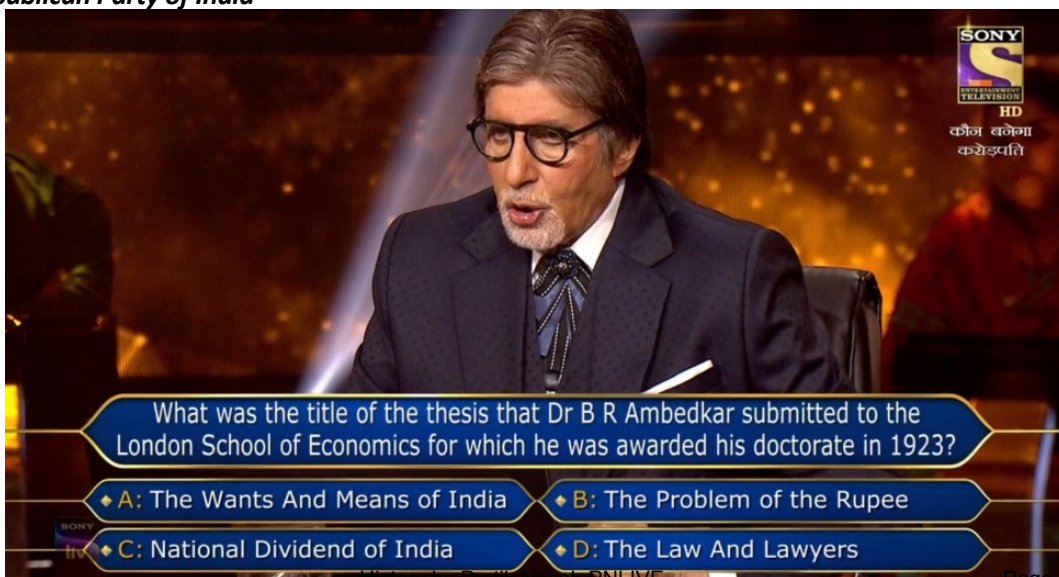 Republican Party of India
SONY
ENTERTAINMENT
TELEVISION
HD
कौन बनेगा
करोड़पति
What was the title of the thesis that Dr B R Ambedkar submitted to the
London School of Economics for which he was awarded his doctorate in 1923?
A: The Wants And Means of India
B: The Problem of the Rupee
SONY
liv
C: National Dividend of India
D: The Law And Lawyers